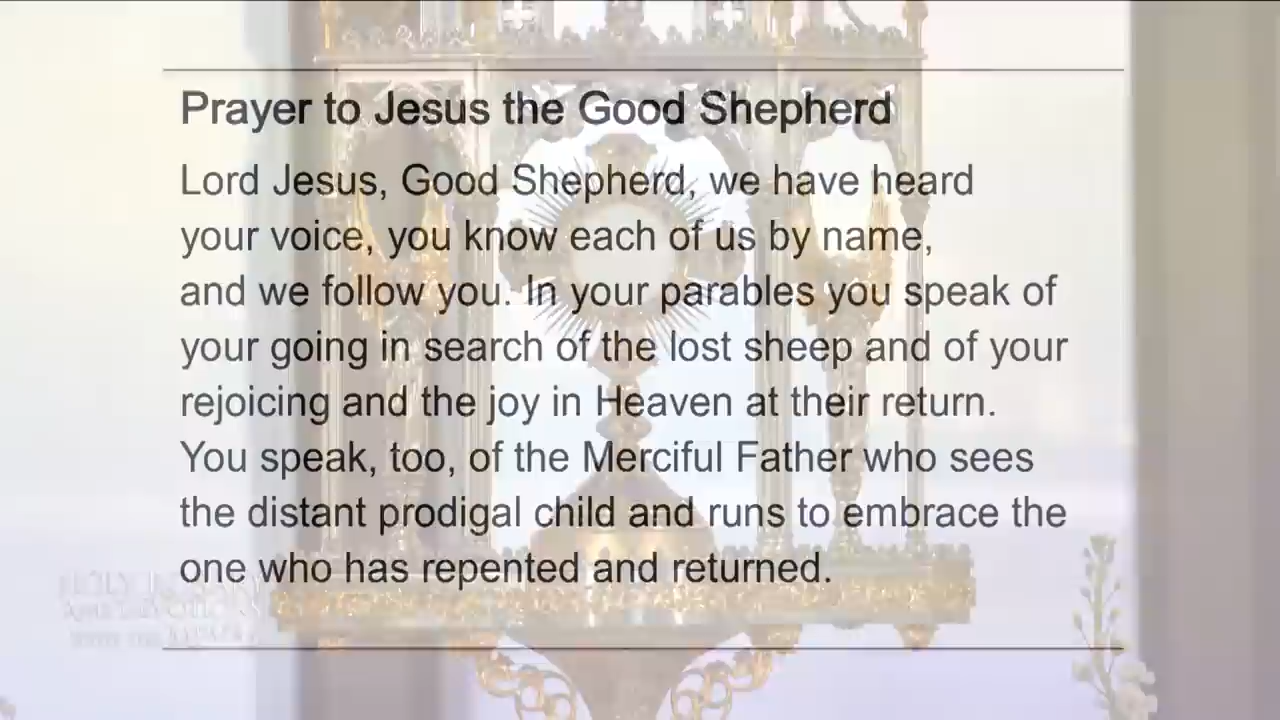 Prayer to Jesus the Good Shepherd
Lord Jesus, Good Shepherd, we have heard
your voice, you know each of us by name,
and we follow you. In your parables you speak of
your going in search of the lost sheep and of your
rejoicing and the joy in Heaven at their return.
You speak, too, of the Merciful Father who sees
the distant prodigal child and runs to embrace the
one who has repented and returned.
HOLY